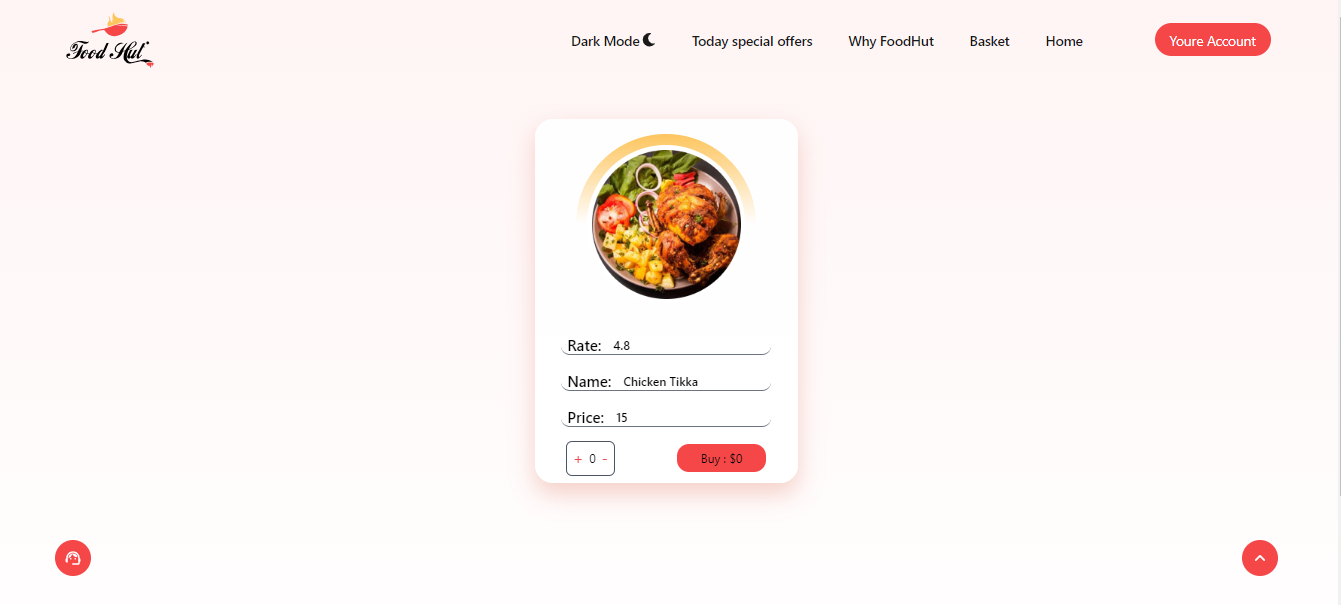 Food Hut
Dark Mode Today special offers Why FoodHut Basket Home Youre Account
Rate: 4.8
Name: Chicken Tikka
Price: 15
+ 0 -
Buy : $0